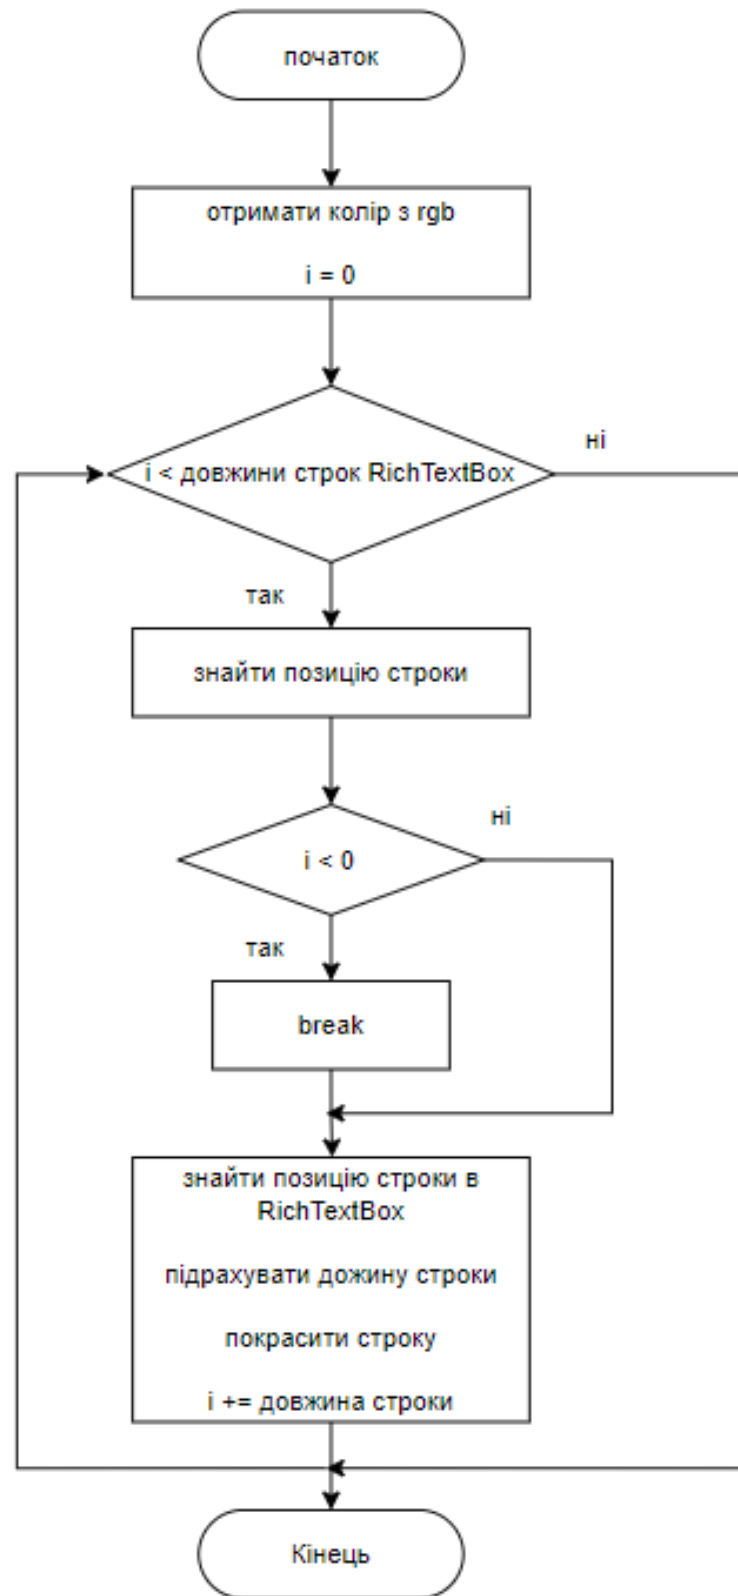 початок
отримати колір з rgb
i = 0
ні
i < довжини строк RichTextBox
так
знайти позицію строки
ні
i < 0
так
break
знайти позицію строки в
RichTextBox
підрахувати дожину строки
покрасити строку
i += довжина строки
Кінець